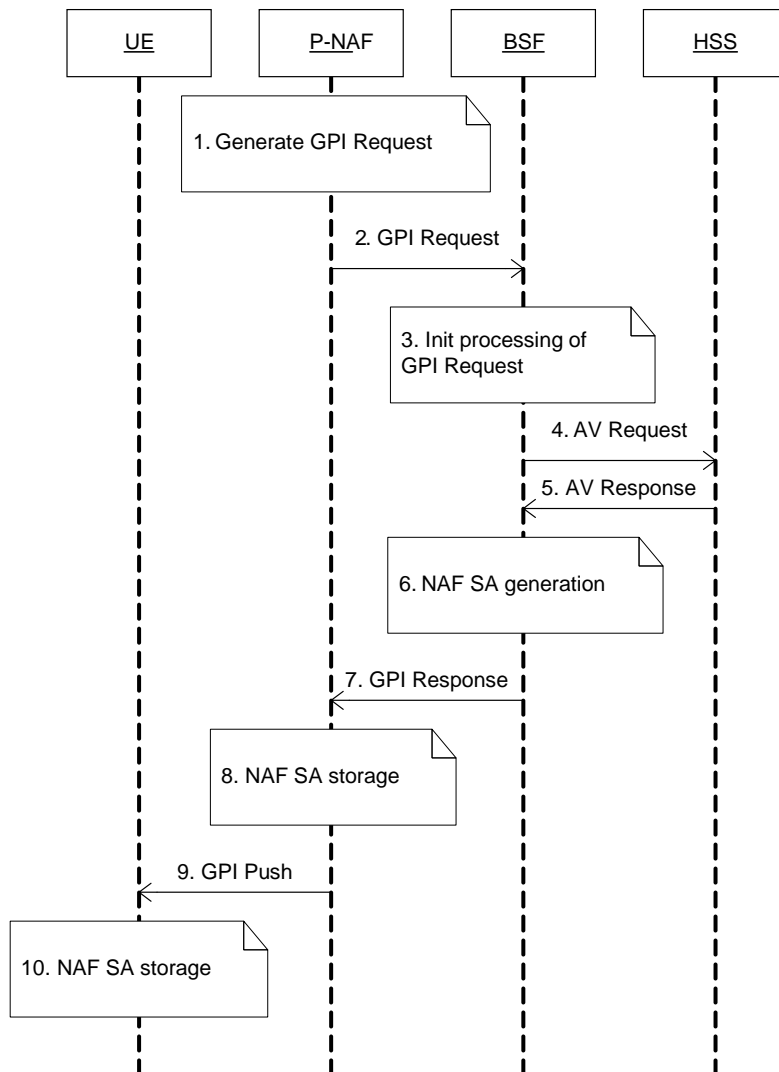 UE
P-NAF
BSF
HSS
1. Generate GPI Request
2. GPI Request
3. Init processing of
GPI Request
4. AV Request
5. AV Response
6. NAF SA generation
7. GPI Response
8. NAF SA storage
9. GPI Push
10. NAF SA storage